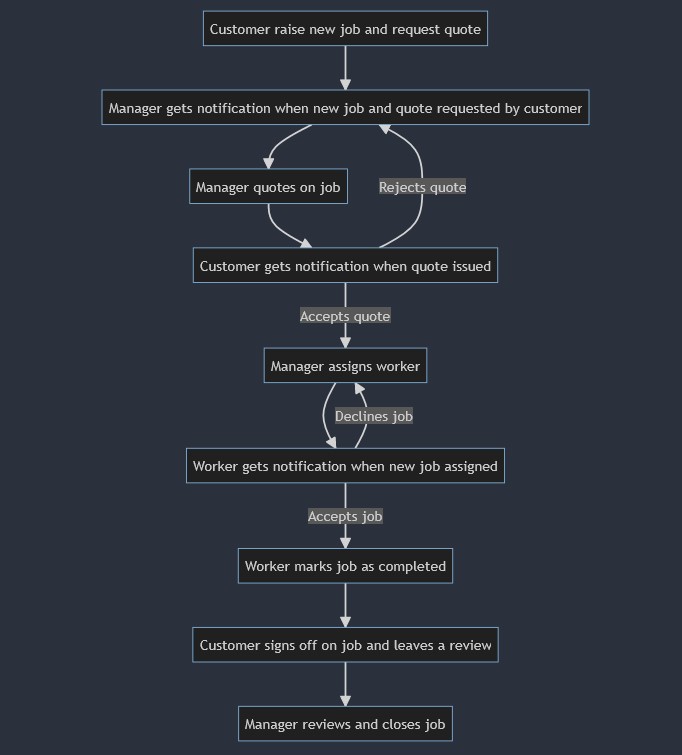 Customer raise new job and request quote
Manager gets notification when new job and quote requested by customer
Manager quotes on job
Rejects quote
Customer gets notification when quote issued
Accepts quote
Manager assigns worker
Declines job
Worker gets notification when new job assigned
Accepts job
Worker marks job as completed
Customer signs off on job and leaves a review
Manager reviews and closes job